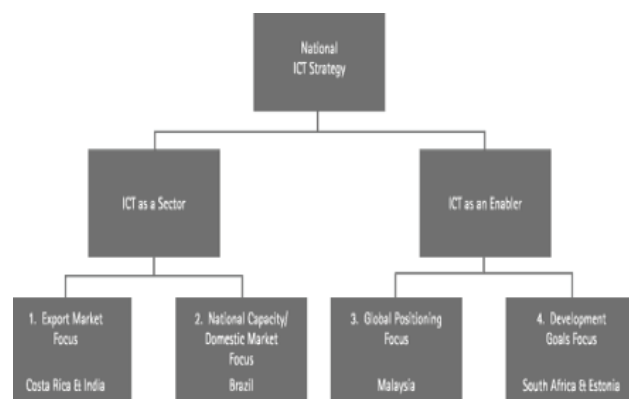 National
ICT Strategy
ICT as a Sector
ICT as an Enabler
1. Export Market
Focus
Costa Rica & India
2. National Capacity/
Domestic Market
Focus
Brazil
3. Global Positioning
Focus
Malaysia
4. Development
Goals Focus
South Africa & Estonia